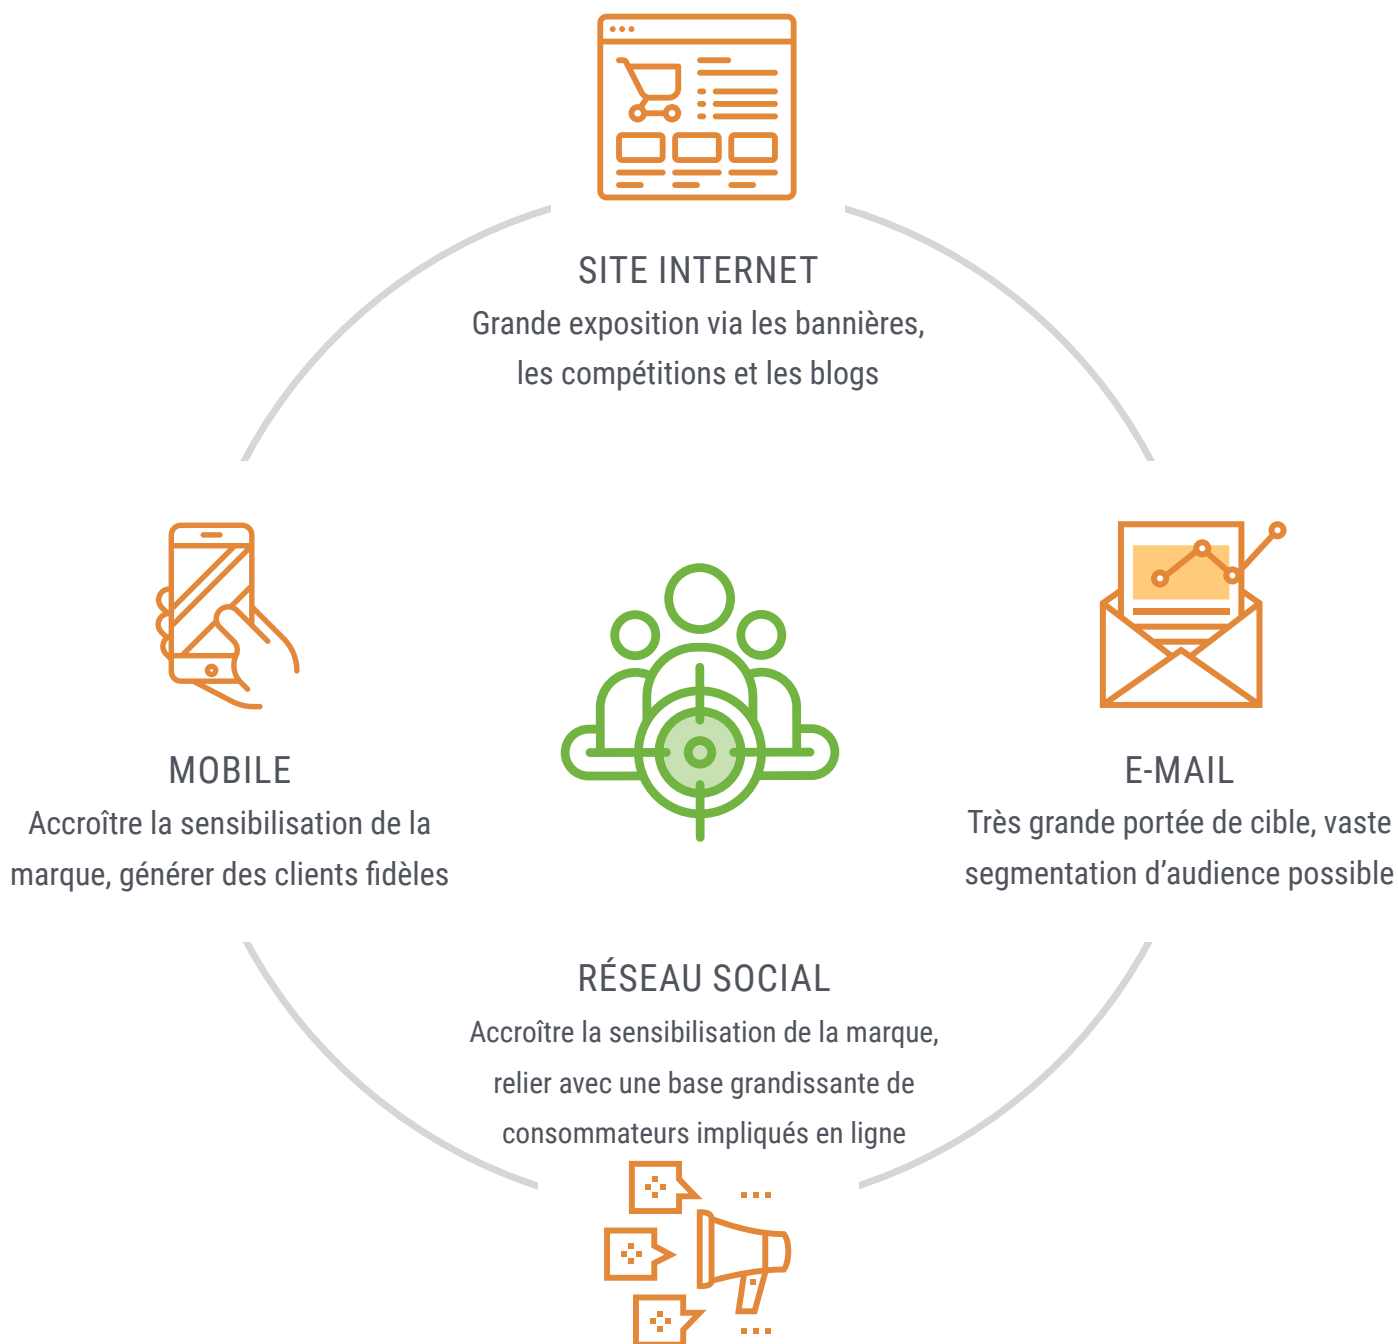 SITE INTERNET
Grande exposition via les bannières,
les compétitions et les blogs
MOBILE
Accroître la sensibilisation de la
marque, générer des clients fidèles
E-MAIL
Très grande portée de cible, vaste
segmentation d’audience possible
RÉSEAU SOCIAL
Accroître la sensibilisation de la marque,
relier avec une base grandissante de
consommateurs impliqués en ligne